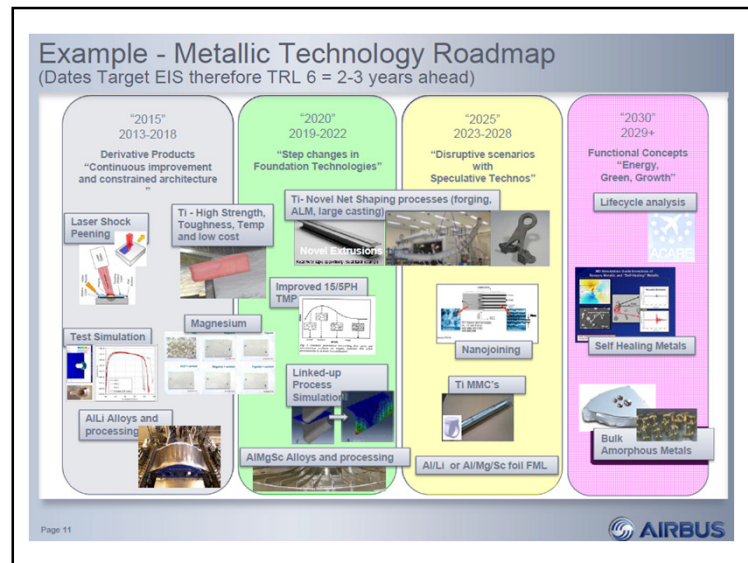 Example - Metallic Technology Roadmap
(Dates Target EIS therefore TRL 6 = 2-3 years ahead)
"2015"
2013-2018
Derivative Products
"Continuous improvement
and constrained architecture
"
Laser Shock
Peening
Ti - High Strength,
Toughness, Temp
and low cost
Test Simulation
Magnesium
AlLi Alloys and
processing
"2020"
2019-2022
"Step changes in
Foundation Technologies"
Ti- Novel Net Shaping processes (forging,
ALM, large casting)
Novel Extrusions
Improved 15/5PH
TMP
Linked-up
Process
Simulation
AlMgSc Alloys and processing
"2025"
2023-2028
"Disruptive scenarios
with
Speculative Technos"
Nanojoining
Ti MMC's
Al/Li or Al/Mg/Sc foil FML
"2030"
2029+
Functional Concepts
"Energy,
Green, Growth"
Lifecycle analysis
ACARE
Self Healing Metals
Bulk
Amorphous Metals
Page 11
AIRBUS